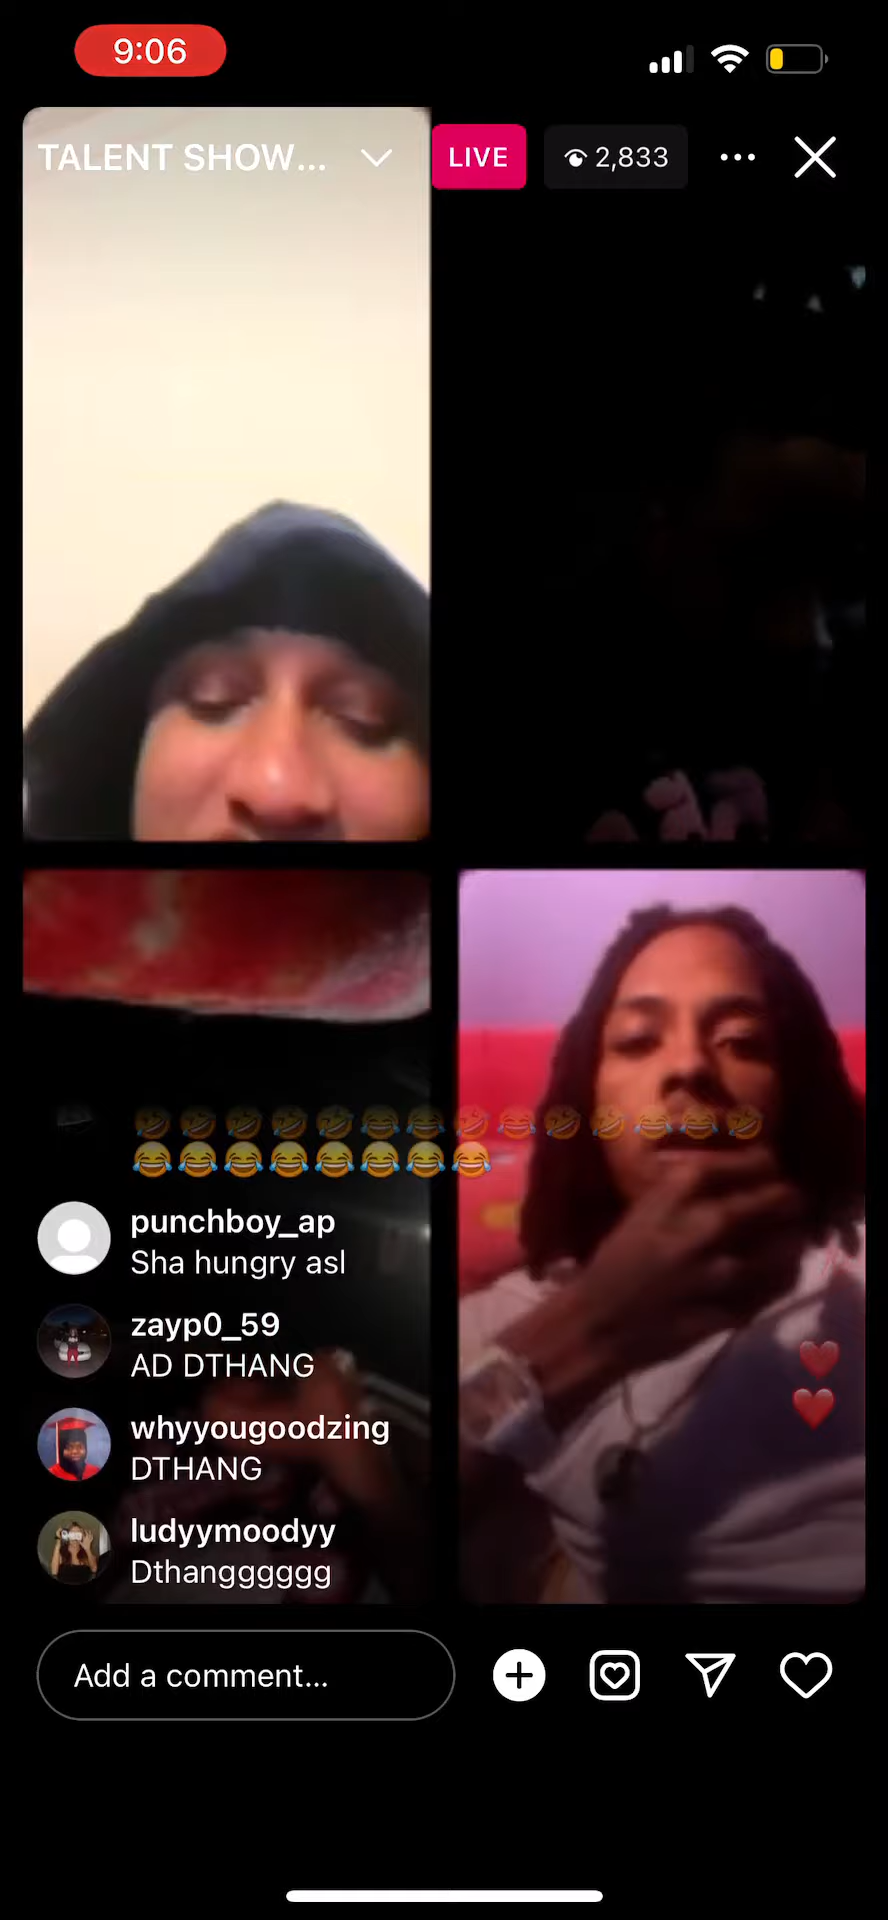 9:06
TALENT SHOW...
LIVE
2,833
🤣🤣🤣🤣🤣😂😂🤣😂🤣🤣😂😂🤣
😂😂😂😂😂😂😂😂
punchboy_ap
Sha hungry asl
zayp0_59
AD DTHANG
whyyougoodzing
DTHANG
ludyymoodyy
Dthangggggg
Add a comment...